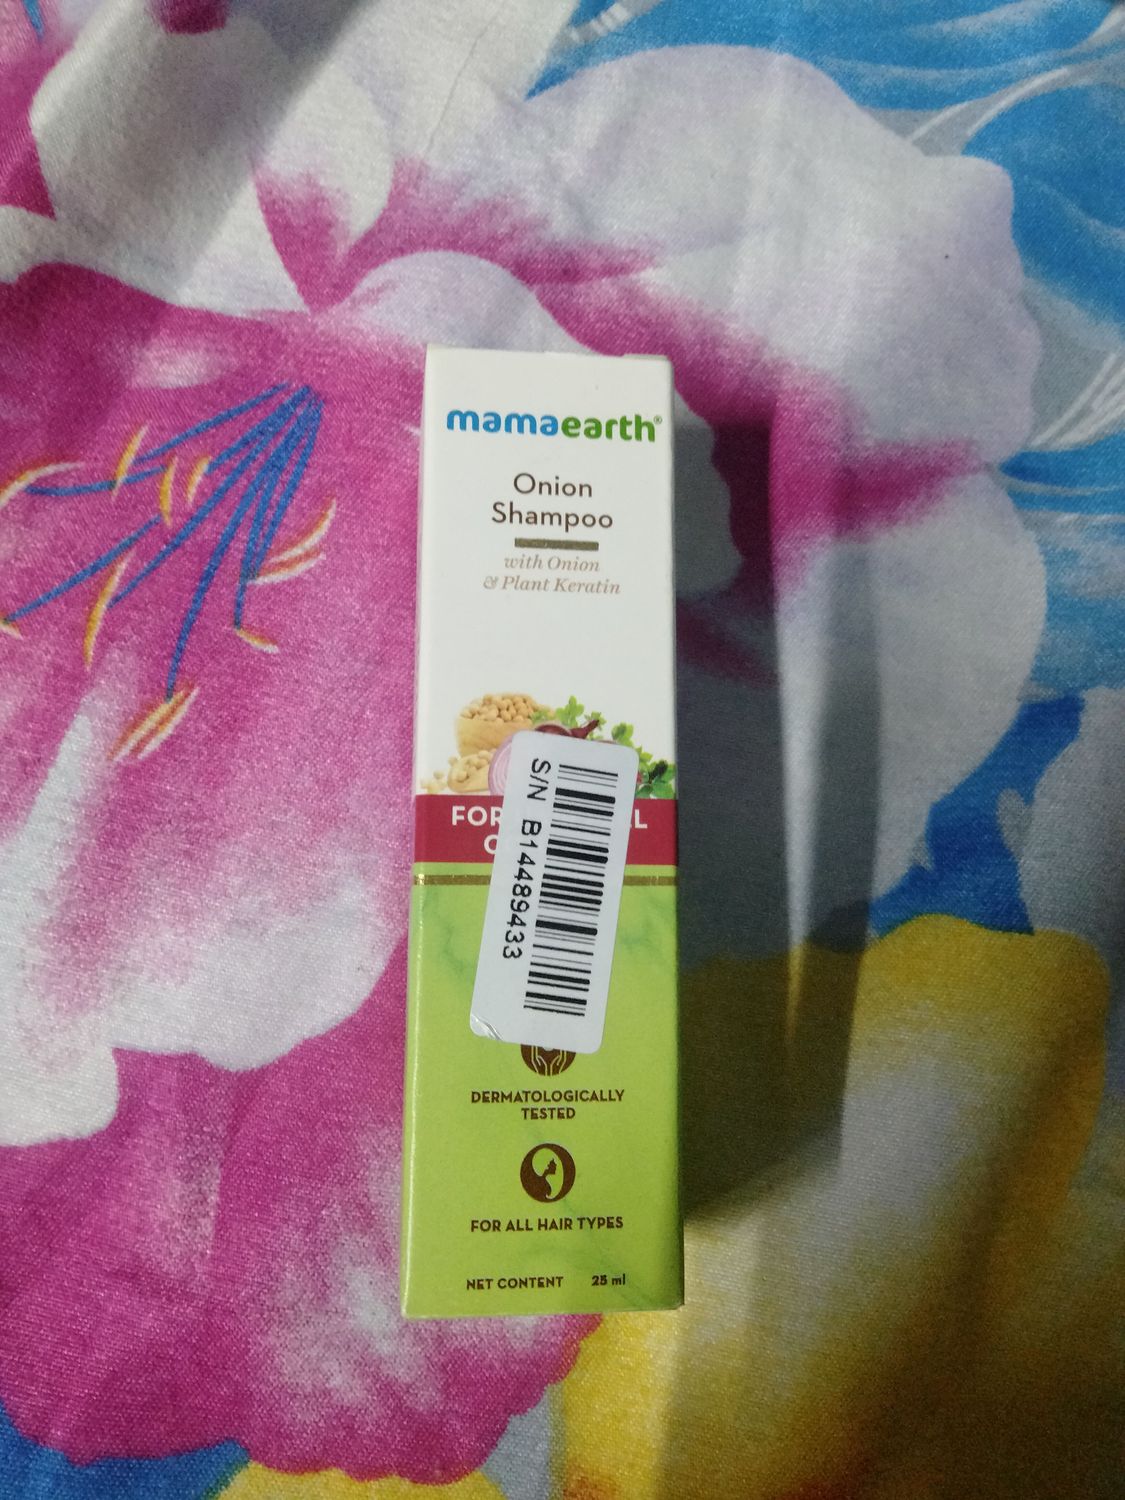 mamaearth®
Onion
Shampoo
with Onion
& Plant Keratin
S/N B14489433
DERMATOLOGICALLY
TESTED
FOR ALL HAIR TYPES
NET CONTENT 25 ml